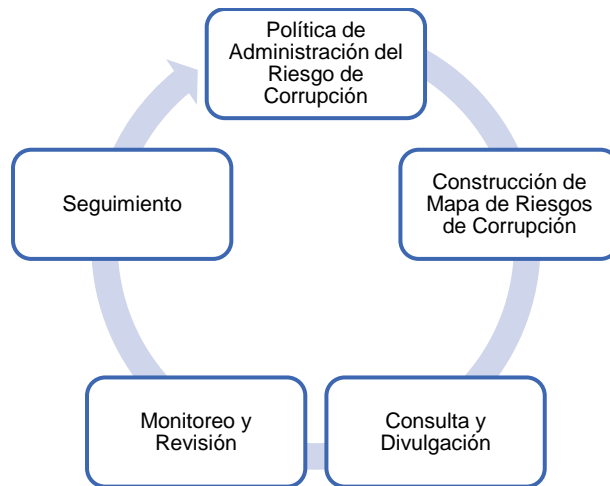 Política de
Administración del
Riesgo de
Corrupción
Construcción de
Mapa de Riesgos
de Corrupción
Consulta y
Divulgación
Monitoreo y
Revisión
Seguimiento